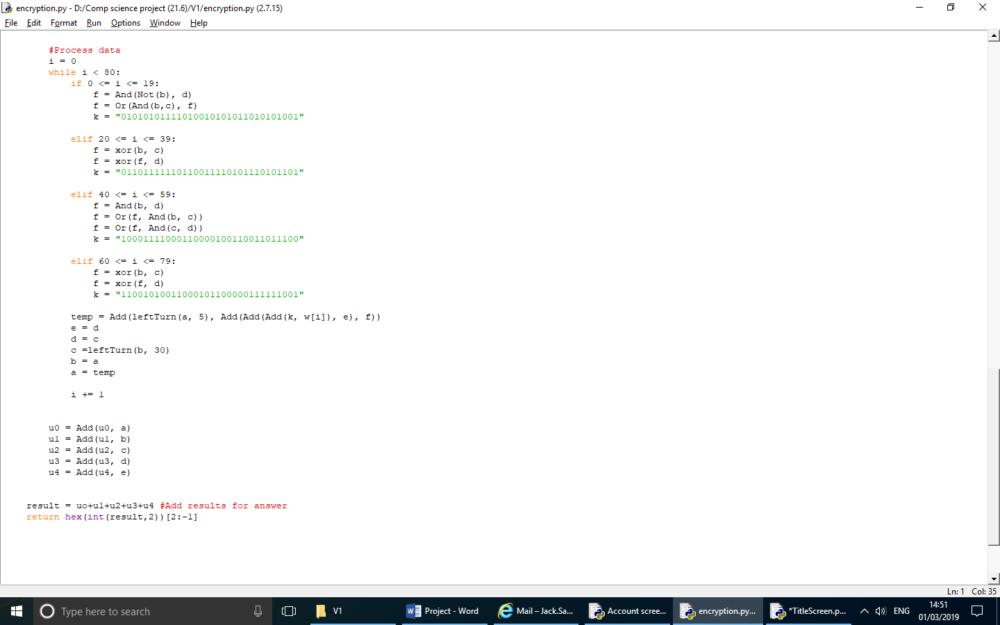 encryption.py - D:/Comp science project (21.6)/V1/encryption.py (2.7.15)
File Edit Format Run Options Window Help
#Process data
i = 0
while i < 80:
if 0 <= i <= 19:
f = And(Not(b), d)
f = Or(And(b,c), f)
k = "01010101111010010101011010101001"
elif 20 <= i <= 39:
f = xor(b, c)
f = xor(f, d)
k = "01101111110110011110101110101101"
elif 40 <= i <= 59:
f = And(b, d)
f = Or(f, And(b, c))
f = Or(f, And(c, d))
k = "10001111000110000100110011011100"
elif 60 <= i <= 79:
f = xor(b, c)
f = xor(f, d)
k = "11001010011000101100000111111001"
temp = Add(leftTurn(a, 5), Add(Add(Add(k, w[i]), e), f))
e = d
d = c
c =leftTurn(b, 30)
b = a
a = temp
i += 1
u0 = Add(u0, a)
u1 = Add(u1, b)
u2 = Add(u2, c)
u3 = Add(u3, d)
u4 = Add(u4, e)
result = uo+u1+u2+u3+u4 #Add results for answer
return hex(int(result,2))[2:-1]
Ln: 1 Col: 35
Type here to search
V1
Project - Word
Mail – Jack.Sa...
Account scree...
encryption.py...
*TitleScreen.p...
ENG
14:51
01/03/2019